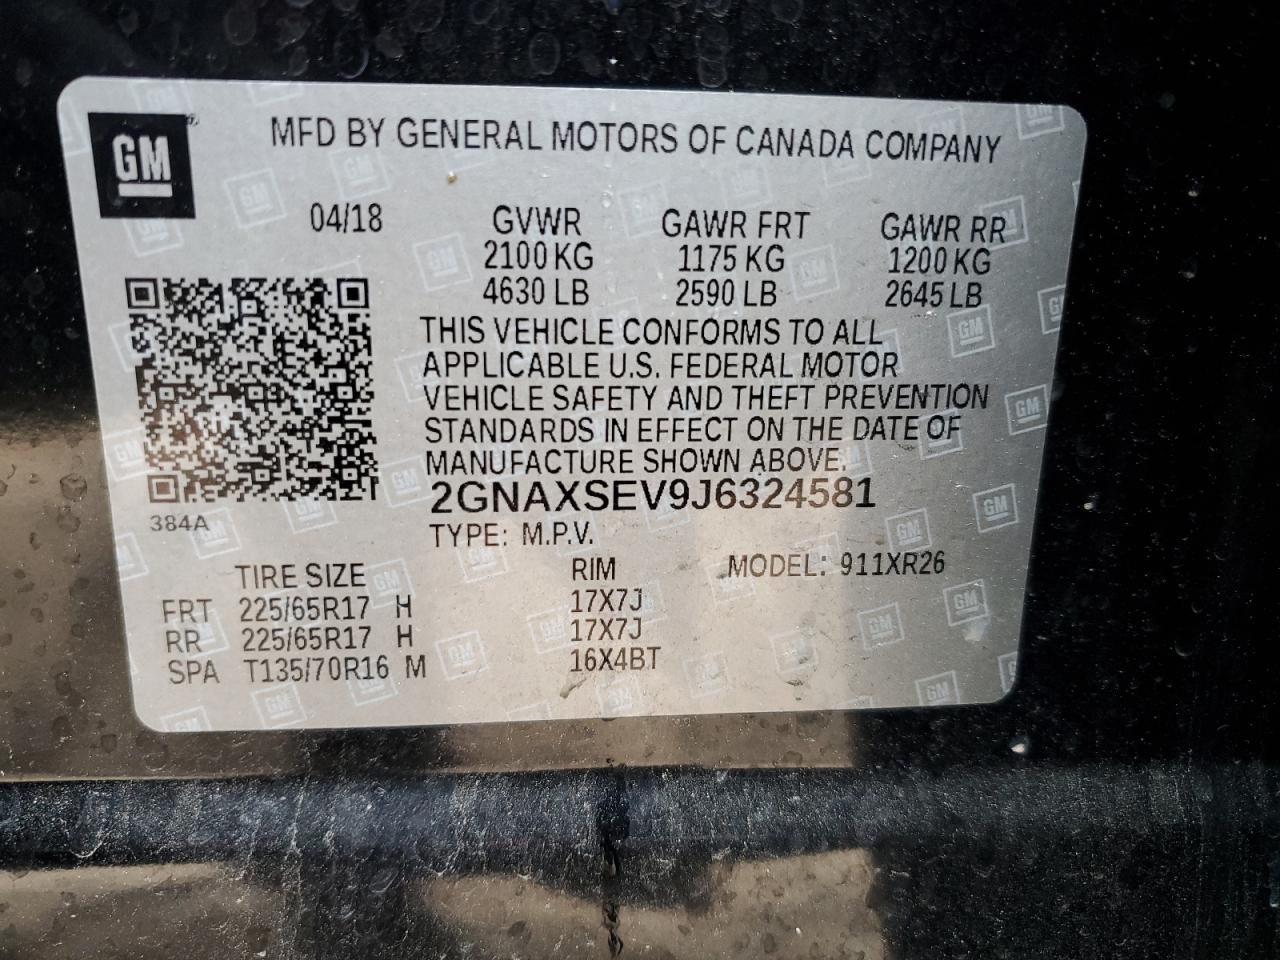 GM
MFD BY GENERAL MOTORS OF CANADA COMPANY
04/18 GVWR GAWR FRT GAWR RR
2100 KG 1175 KG 1200 KG
4630 LB 2590 LB 2645 LB
THIS VEHICLE CONFORMS TO ALL
APPLICABLE U.S. FEDERAL MOTOR
VEHICLE SAFETY AND THEFT PREVENTION
STANDARDS IN EFFECT ON THE DATE OF
MANUFACTURE SHOWN ABOVE.
2GNAXSEV9J6324581
384A
TYPE: M.P.V.
TIRE SIZE RIM MODEL: 911XR26
FRT 225/65R17 H 17X7J
RR 225/65R17 H 17X7J
SPA T135/70R16 M 16X4BT